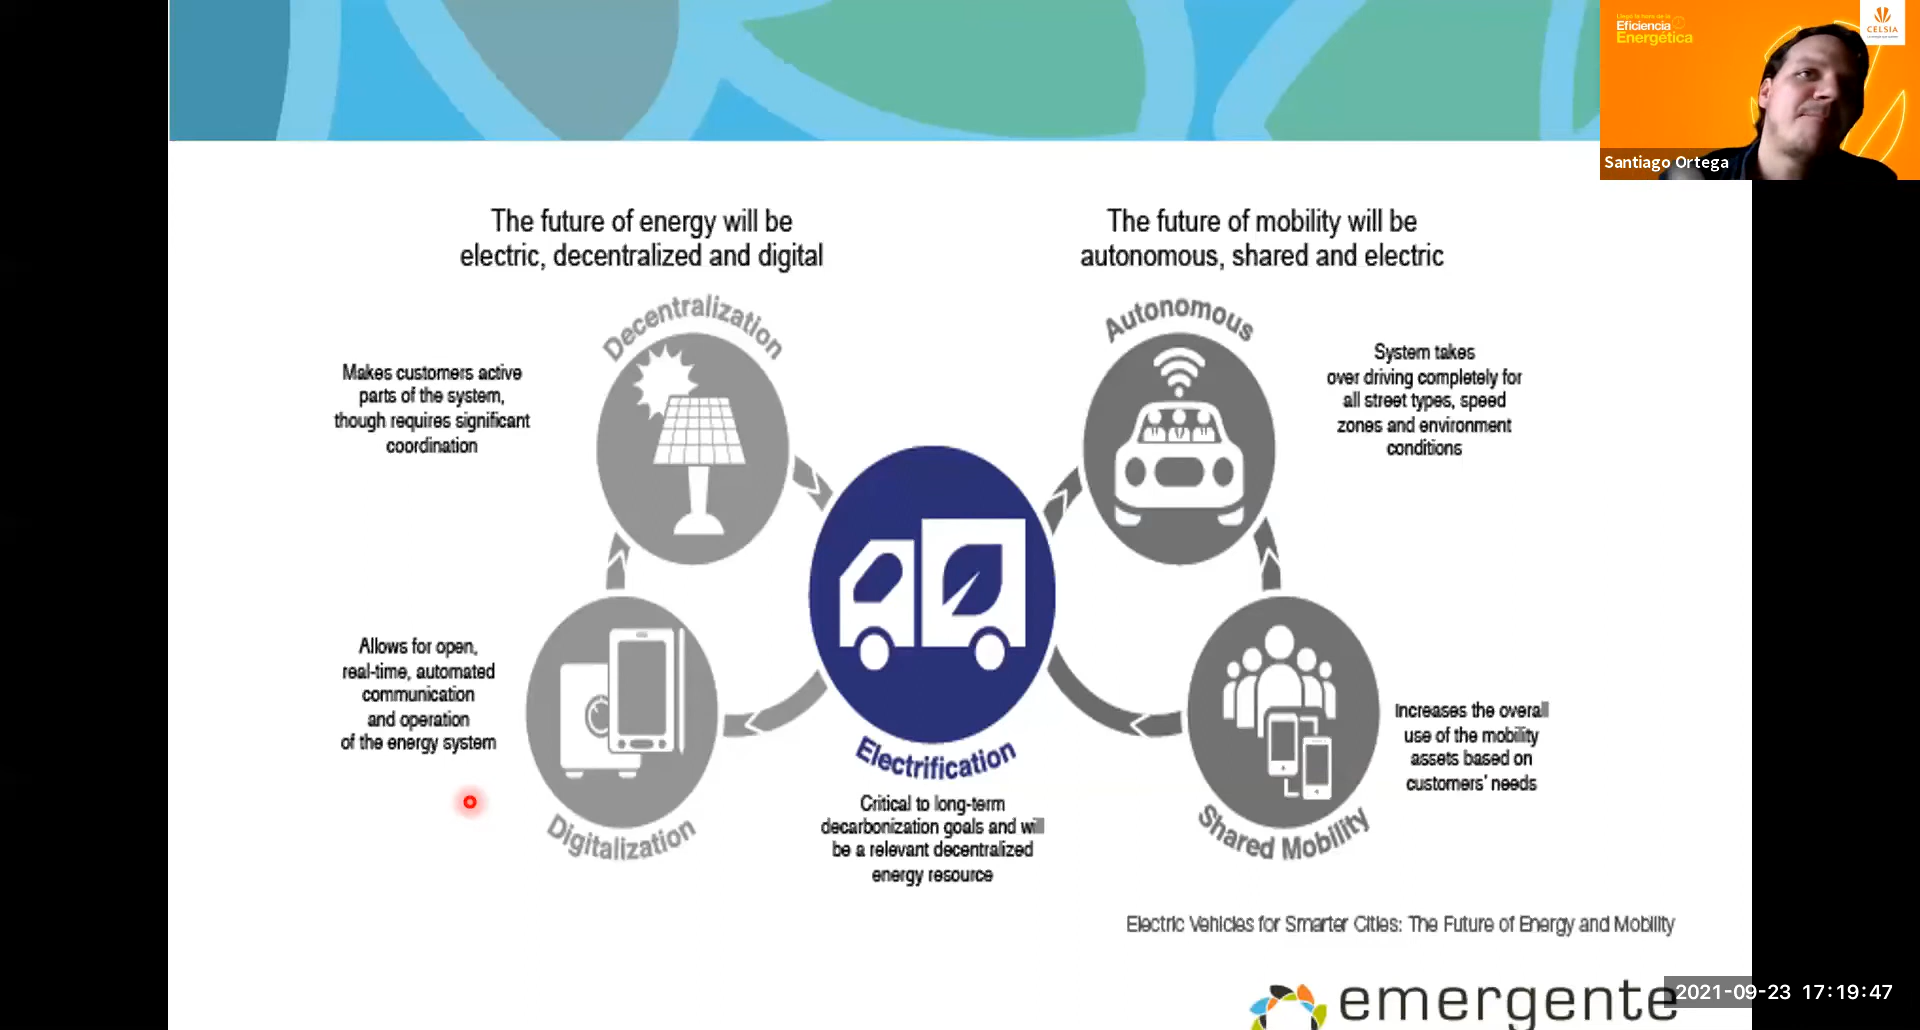 Llegó la hora de la
Eficiencia
Energética
CELSIA
Santiago Ortega
The future of energy will be
electric, decentralized and digital
The future of mobility will be
autonomous, shared and electric
Decentralization
Makes customers active
parts of the system,
though requires significant
coordination
Autonomous
System takes
over driving completely for
all street types, speed
zones and environment
conditions
Allows for open,
real-time, automated
communication
and operation
of the energy system
Digitalization
Electrification
Critical to long-term
decarbonization goals and will
be a relevant decentralized
energy resource
Increases the overall
use of the mobility
assets based on
customers' needs
Shared Mobility
Electric Vehicles for Smarter Cities: The Future of Energy and Mobility
emergente
2021-09-23 17:19:47